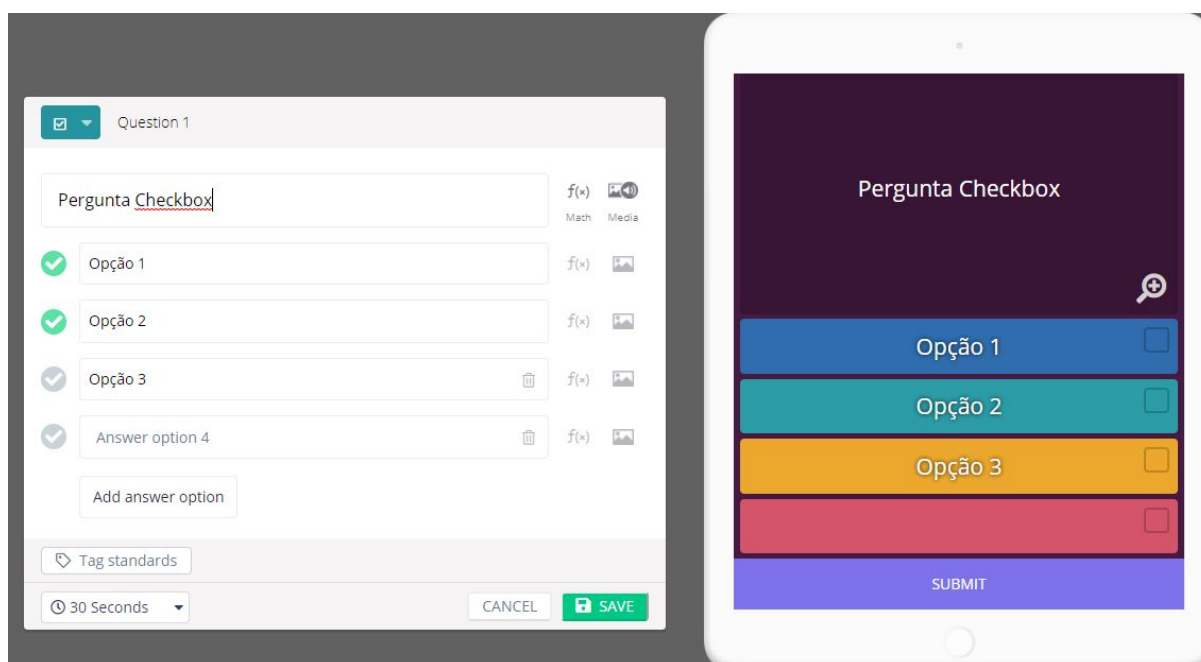 Question 1
Pergunta Checkbox
f(x)
Math
Media
Opção 1
f(x)
Opção 2
f(x)
Opção 3
f(x)
Answer option 4
f(x)
Add answer option
Tag standards
30 Seconds
CANCEL
SAVE
Pergunta Checkbox
Opção 1
Opção 2
Opção 3
SUBMIT